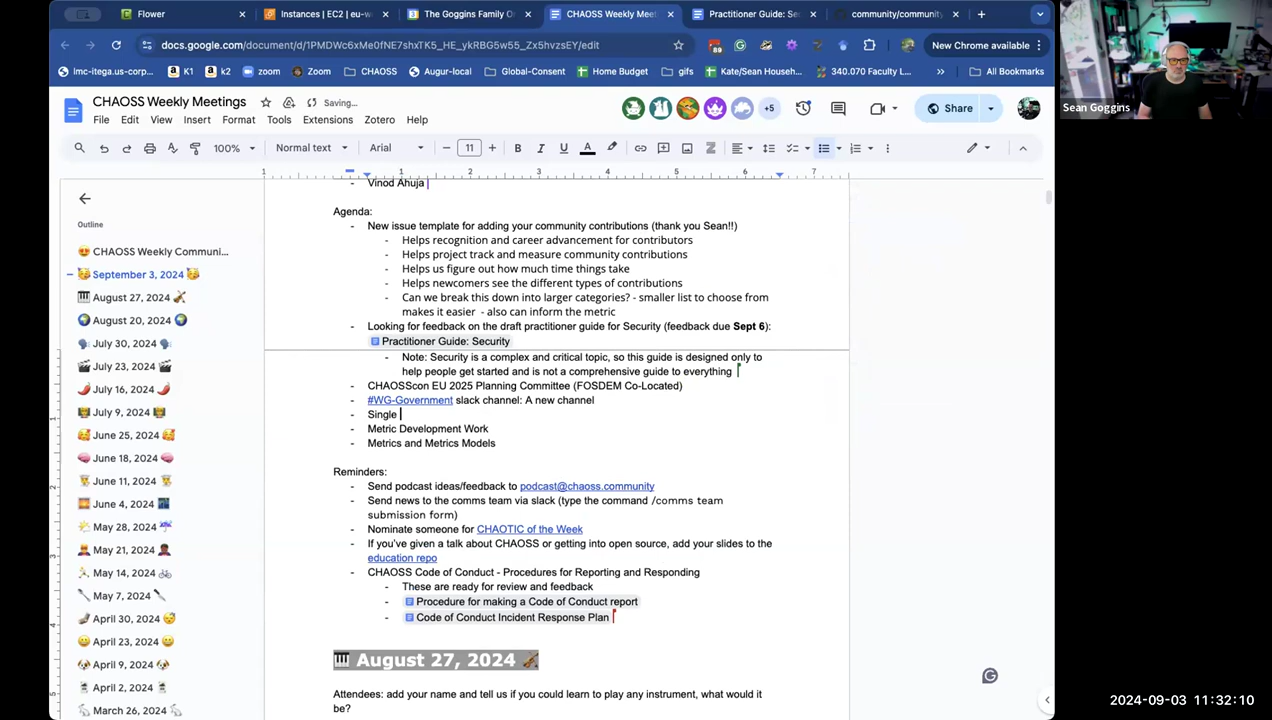 Flower
Instances | EC2 | eu-w
The Goggins Family O
CHAOSS Weekly Meet
Practitioner Guide: Se
community/community
docs.google.com/document/d/1PMDWc6xMe0fNE7shxTK5_HE_ykRBG5w55_Zx5hvzsEY/edit
89
New Chrome available
lmc-itega.us-corp...
K1
k2
zoom
Zoom
CHAOSS
Augur-local
Global-Consent
Home Budget
gifs
Kate/Sean Househ...
340.070 Faculty L...
All Bookmarks
Sean Goggins
CHAOSS Weekly Meetings
Saving...
File Edit View Insert Format Tools Extensions Zotero Help
+5
Share
100%
Normal text
Arial
11
B I U A
1 1 2 3 4 5 6 7
Outline
CHAOSS Weekly Communi...
September 3, 2024
August 27, 2024
August 20, 2024
July 30, 2024
July 23, 2024
July 16, 2024
July 9, 2024
June 25, 2024
June 18, 2024
June 11, 2024
June 4, 2024
May 28, 2024
May 21, 2024
May 14, 2024
May 7, 2024
April 30, 2024
April 23, 2024
April 9, 2024
April 2, 2024
March 26, 2024
- Vinod Ahuja
Agenda:
- New issue template for adding your community contributions (thank you Sean!!)
- Helps recognition and career advancement for contributors
- Helps project track and measure community contributions
- Helps us figure out how much time things take
- Helps newcomers see the different types of contributions
- Can we break this down into larger categories? - smaller list to choose from
makes it easier - also can inform the metric
- Looking for feedback on the draft practitioner guide for Security (feedback due Sept 6):
Practitioner Guide: Security
- Note: Security is a complex and critical topic, so this guide is designed only to
help people get started and is not a comprehensive guide to everything
- CHAOSScon EU 2025 Planning Committee (FOSDEM Co-Located)
- #WG-Government slack channel: A new channel
- Single
- Metric Development Work
- Metrics and Metrics Models
Reminders:
- Send podcast ideas/feedback to podcast@chaoss.community
- Send news to the comms team via slack (type the command /comms team
submission form)
- Nominate someone for CHAOTIC of the Week
- If you've given a talk about CHAOSS or getting into open source, add your slides to the
education repo
- CHAOSS Code of Conduct - Procedures for Reporting and Responding
- These are ready for review and feedback
- Procedure for making a Code of Conduct report
- Code of Conduct Incident Response Plan
August 27, 2024
Attendees: add your name and tell us if you could learn to play any instrument, what would it
be?
2024-09-03 11:32:10